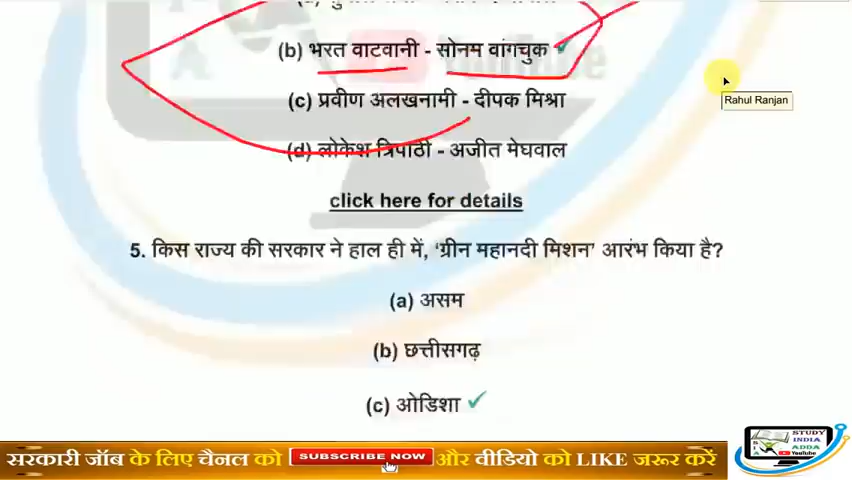 (b) भरत वाटवानी - सोनम वांगचुक ✓
Rahul Ranjan
(c) प्रवीण अलखनामी - दीपक मिश्रा
(d) लोकेश त्रिपाठी - अजीत मेघवाल
click here for details
5. किस राज्य की सरकार ने हाल ही में, ‘ग्रीन महानदी मिशन’ आरंभ किया है?
(a) असम
(b) छत्तीसगढ़
(c) ओडिशा ✓
सरकारी जॉब के लिए चैनल को SUBSCRIBE NOW और वीडियो को LIKE जरूर करें
STUDY
INDIA
ADDA
YouTube